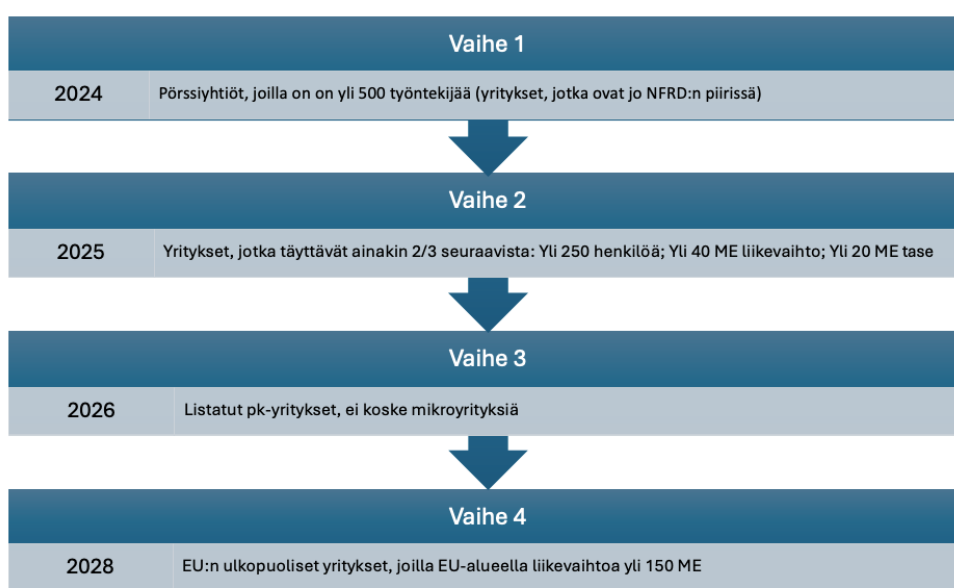 Vaihe 1
2024 Pörssiyhtiöt, joilla on on yli 500 työntekijää (yritykset, jotka ovat jo NFRD:n piirissä)
Vaihe 2
2025 Yritykset, jotka täyttävät ainakin 2/3 seuraavista: Yli 250 henkilöä; Yli 40 ME liikevaihto; Yli 20 ME tase
Vaihe 3
2026 Listatut pk-yritykset, ei koske mikroyrityksiä
Vaihe 4
2028 EU:n ulkopuoliset yritykset, joilla EU-alueella liikevaihtoa yli 150 ME